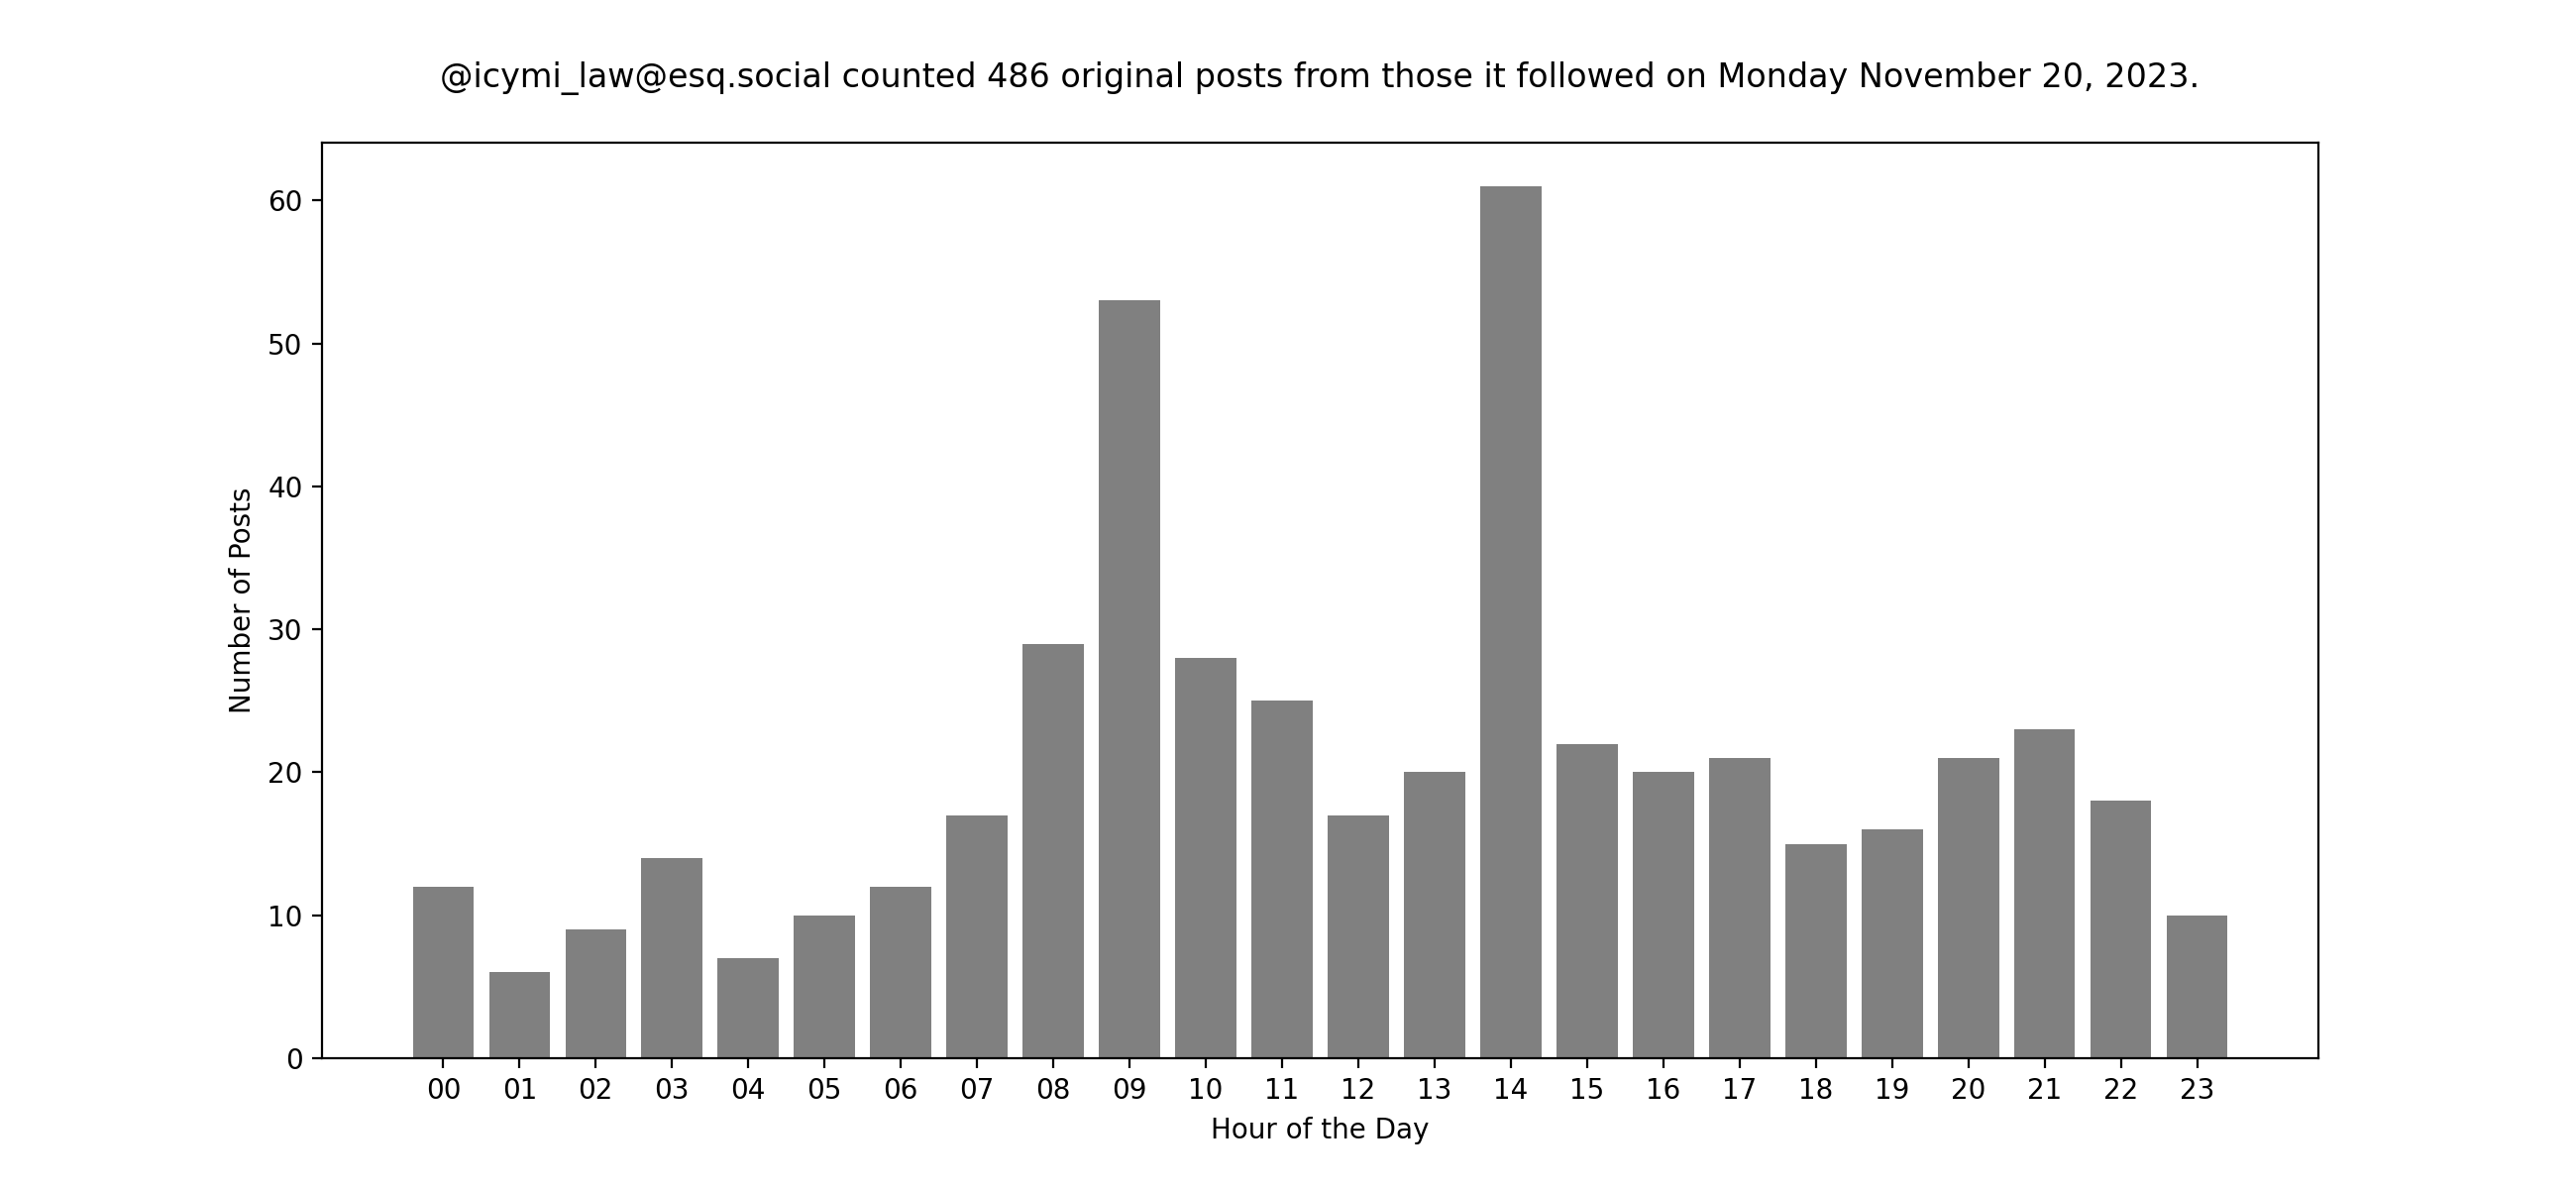 @icymi_law@esq.social counted 486 original posts from those it followed on Monday November 20, 2023.
60
50
40
30
20
10
0
Number of Posts
00 01 02 03 04 05 06 07 08 09 10 11 12 13 14 15 16 17 18 19 20 21 22 23
Hour of the Day